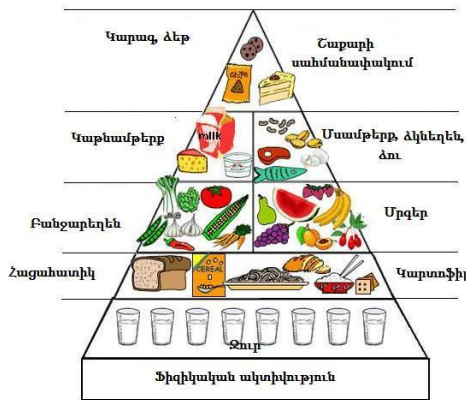 Կարագ, ձեթ
Շաքարի
սահմանափակում
Chips
Կաթնամթերք
milk
Մսամթերք, ձկնեղեն,
ձու
Բանջարեղեն
Մրգեր
Հացահատիկ
CEREAL
Կարտոֆիլ
Ջուր
Ֆիզիկական ակտիվություն